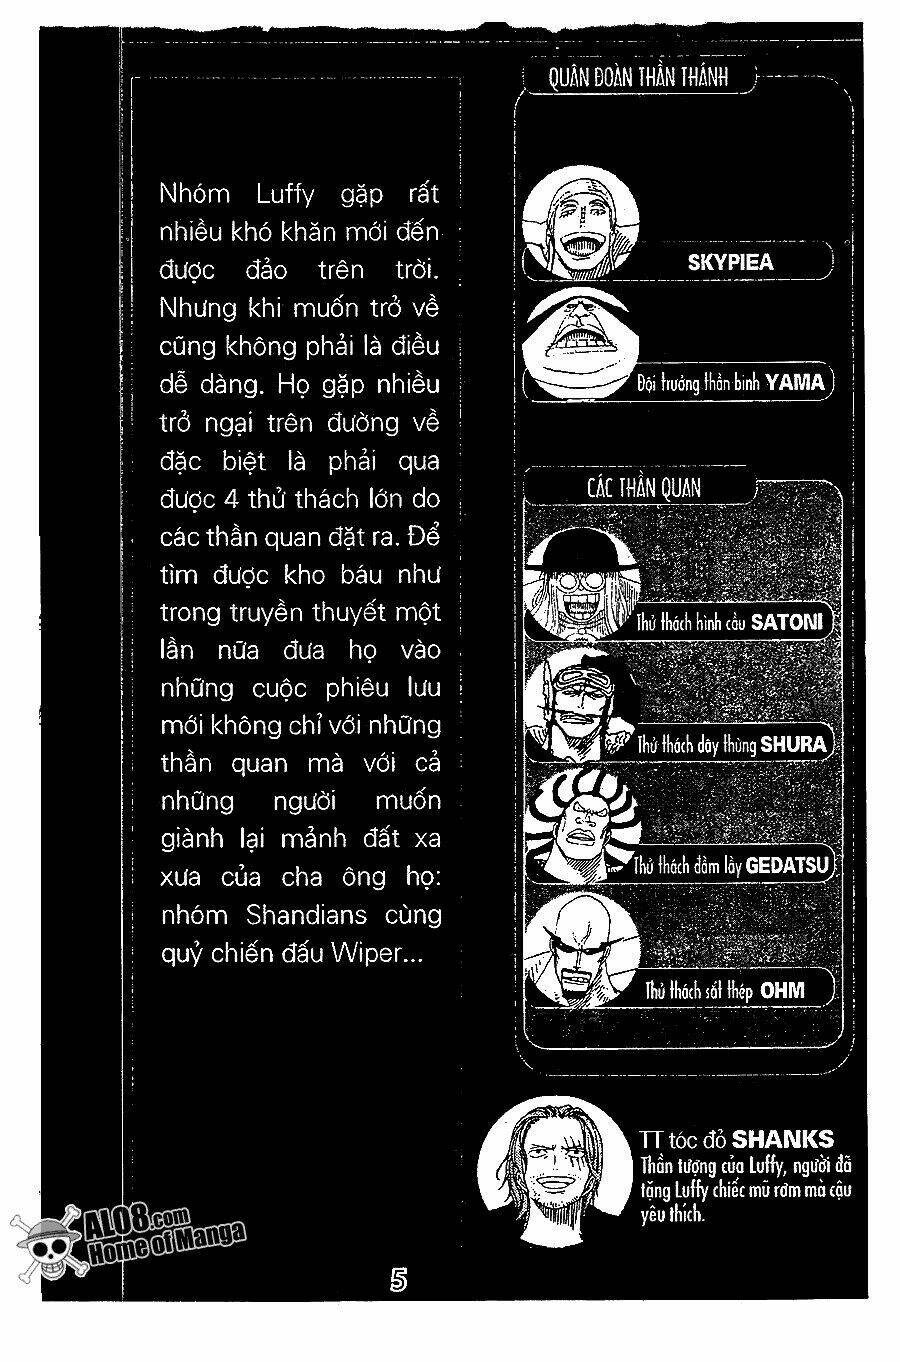 Nhóm Luffy gặp rất
nhiều khó khăn mới đến
được đảo trên trời.
Nhưng khi muốn trở về
cũng không phải là điều
dễ dàng. Họ gặp nhiều
trở ngại trên đường về
đặc biệt là phải qua
được 4 thử thách lớn do
các thần quan đặt ra. Để
tìm được kho báu như
trong truyền thuyết một
lần nữa đưa họ vào
những cuộc phiêu lưu
mới không chỉ với những
thần quan mà với cả
những người muốn
giành lại mảnh đất xa
xưa của cha ông họ:
nhóm Shandians cùng
quỷ chiến đấu Wiper...
QUÂN ĐOÀN THẦN THÁNH
SKYPIEA
Đội trưởng thần binh YAMA
CÁC THẦN QUAN
Thử thách hình cầu SATONI
Thử thách dây thừng SHURA
Thử thách đầm lầy GEDATSU
Thử thách sắt thép OHM
TT tóc đỏ SHANKS
Thần tượng của Luffy, người đã
tặng Luffy chiếc mũ rơm mà cậu
yêu thích.
ALO8.com
Home of Manga
5